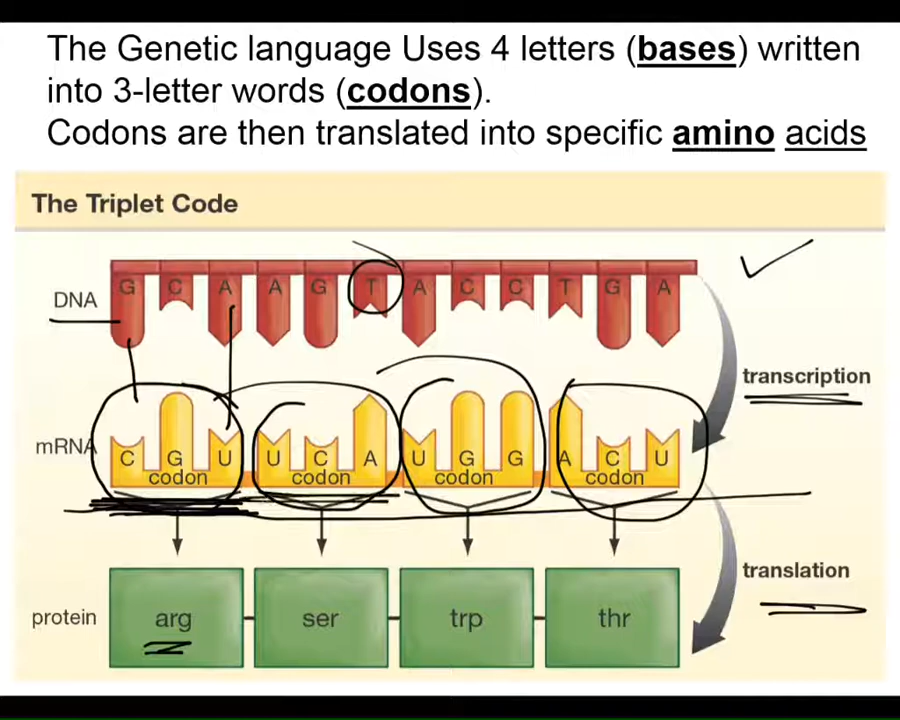 The Genetic language Uses 4 letters (bases) written
into 3-letter words (codons).
Codons are then translated into specific amino acids
The Triplet Code
DNA
G C A A G T A C C T G A
transcription
mRNA
C G U U C A U G G A C U
codon codon codon codon
translation
protein
arg ser trp thr